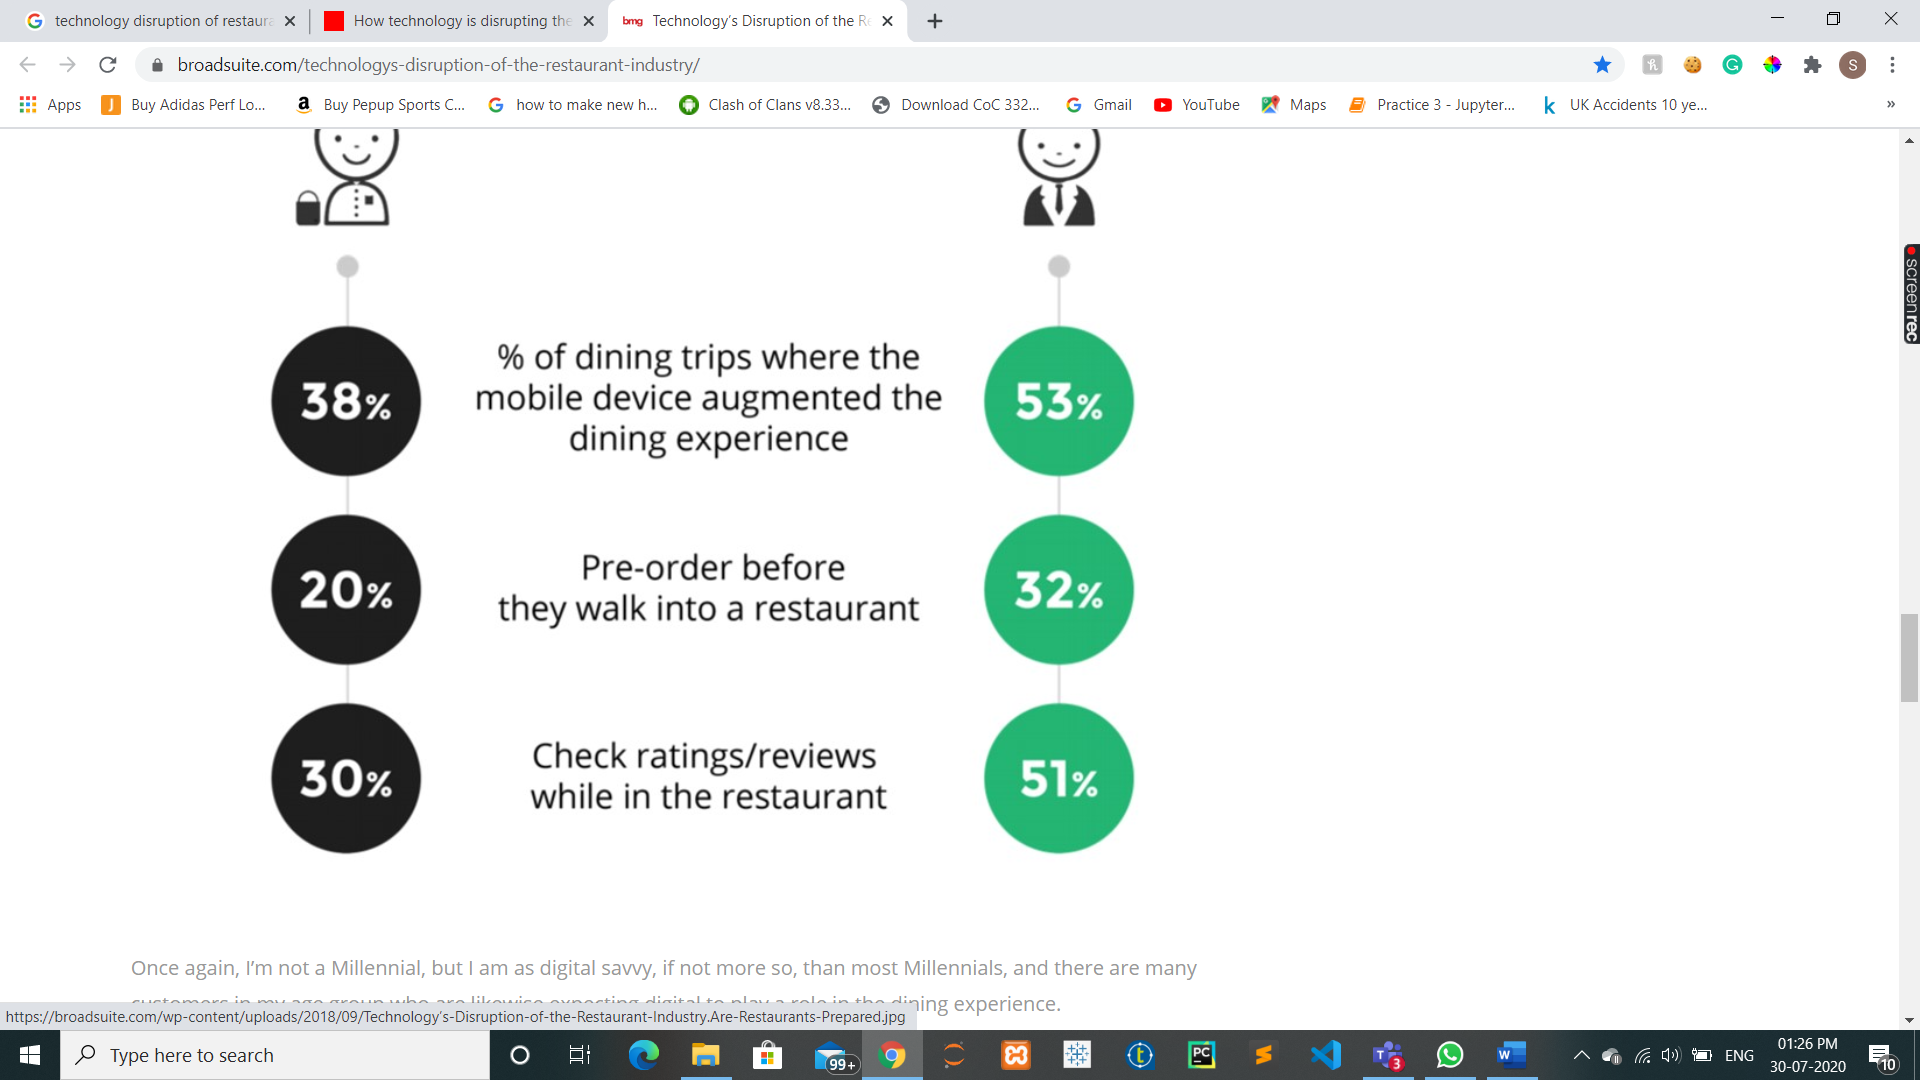 technology disruption of restaura
How technology is disrupting the
bmg Technology's Disruption of the Re
broadsuite.com/technologys-disruption-of-the-restaurant-industry/
S
Apps
J Buy Adidas Perf Lo...
a Buy Pepup Sports C...
how to make new h...
Clash of Clans v8.33...
Download CoC 332...
Gmail
YouTube
Maps
Practice 3 - Jupyter...
k UK Accidents 10 ye...
»
screenrec
38%
% of dining trips where the
mobile device augmented the
dining experience
53%
20%
Pre-order before
they walk into a restaurant
32%
30%
Check ratings/reviews
while in the restaurant
51%
Once again, I'm not a Millennial, but I am as digital savvy, if not more so, than most Millennials, and there are many
customers in my age group who are likewise expecting digital to play a role in the dining experience.
https://broadsuite.com/wp-content/uploads/2018/09/Technology's-Disruption-of-the-Restaurant-Industry.Are-Restaurants-Prepared.jpg
Type here to search
99+
PC
3
W
ENG
01:26 PM
30-07-2020
10